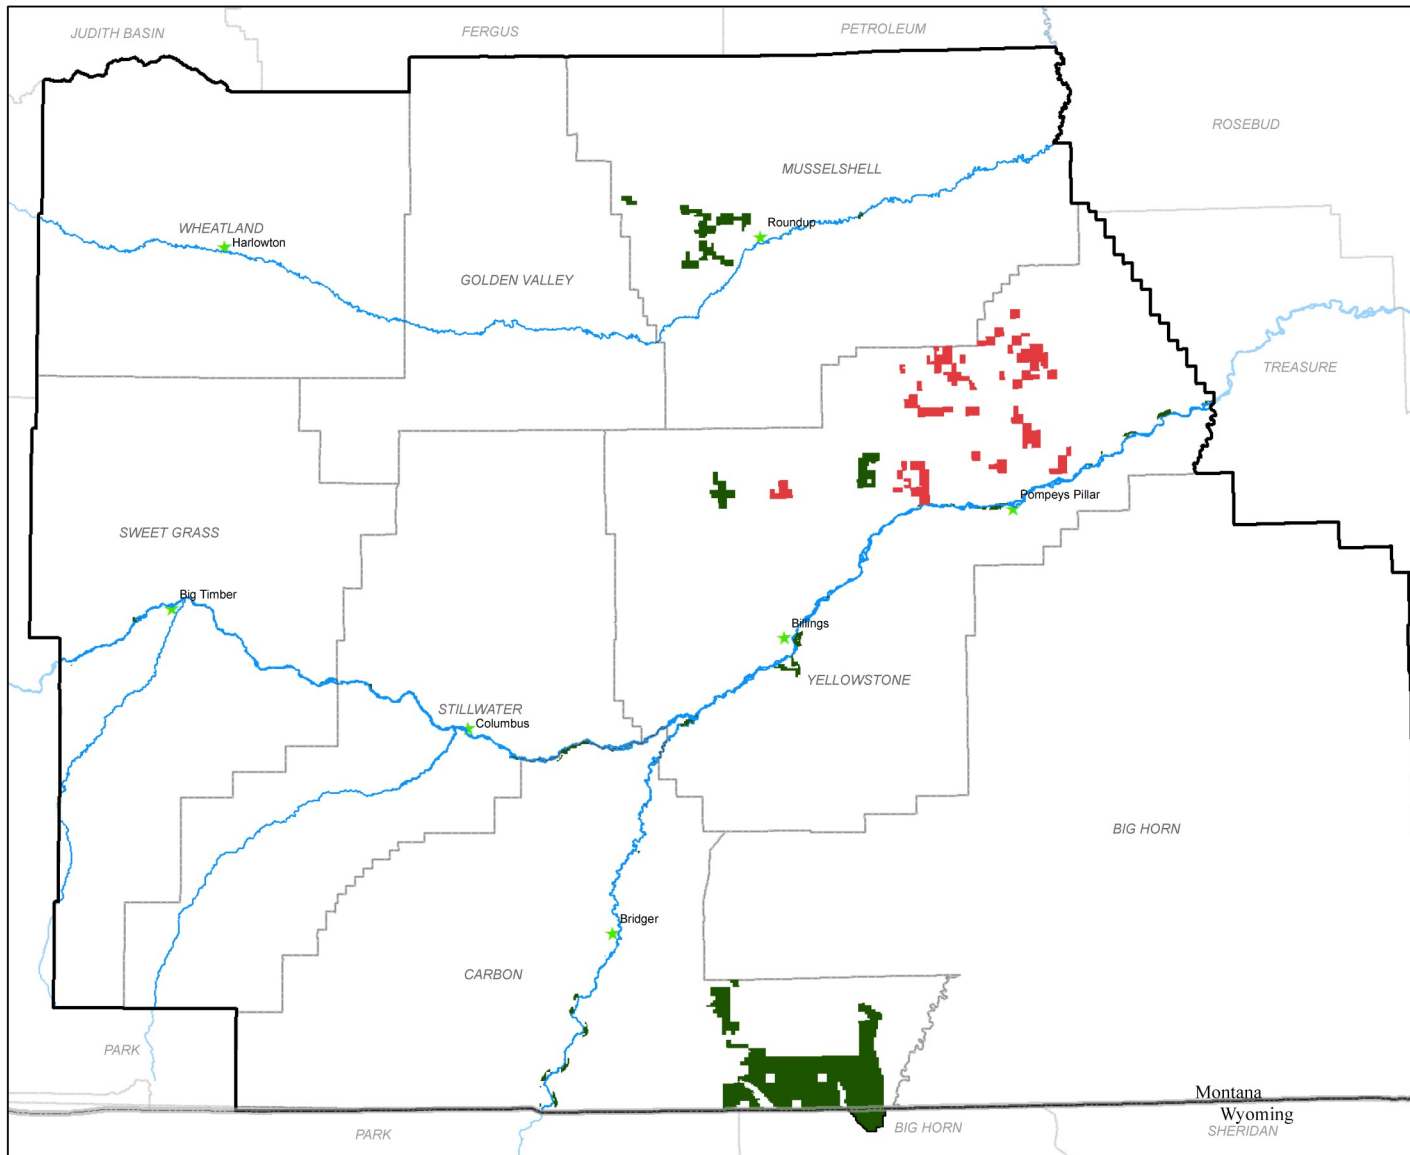 JUDITH BASIN
FERGUS
PETROLEUM
ROSEBUD
MUSSELSHELL
WHEATLAND
Harlowton
Roundup
GOLDEN VALLEY
TREASURE
Pompeys Pillar
SWEET GRASS
Big Timber
Billings
YELLOWSTONE
STILLWATER
Columbus
BIG HORN
Bridger
CARBON
PARK
Montana
Wyoming
PARK
BIG HORN
SHERIDAN